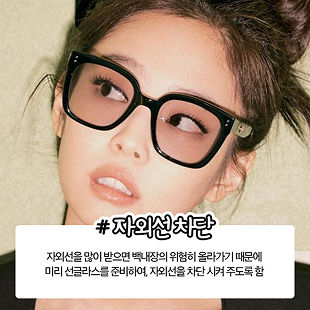 # 자외선 차단
자외선을 많이 받으면 백내장의 위험히 올라가기 때문에
미리 선글라스를 준비하여, 자외선을 차단 시켜 주도록 함